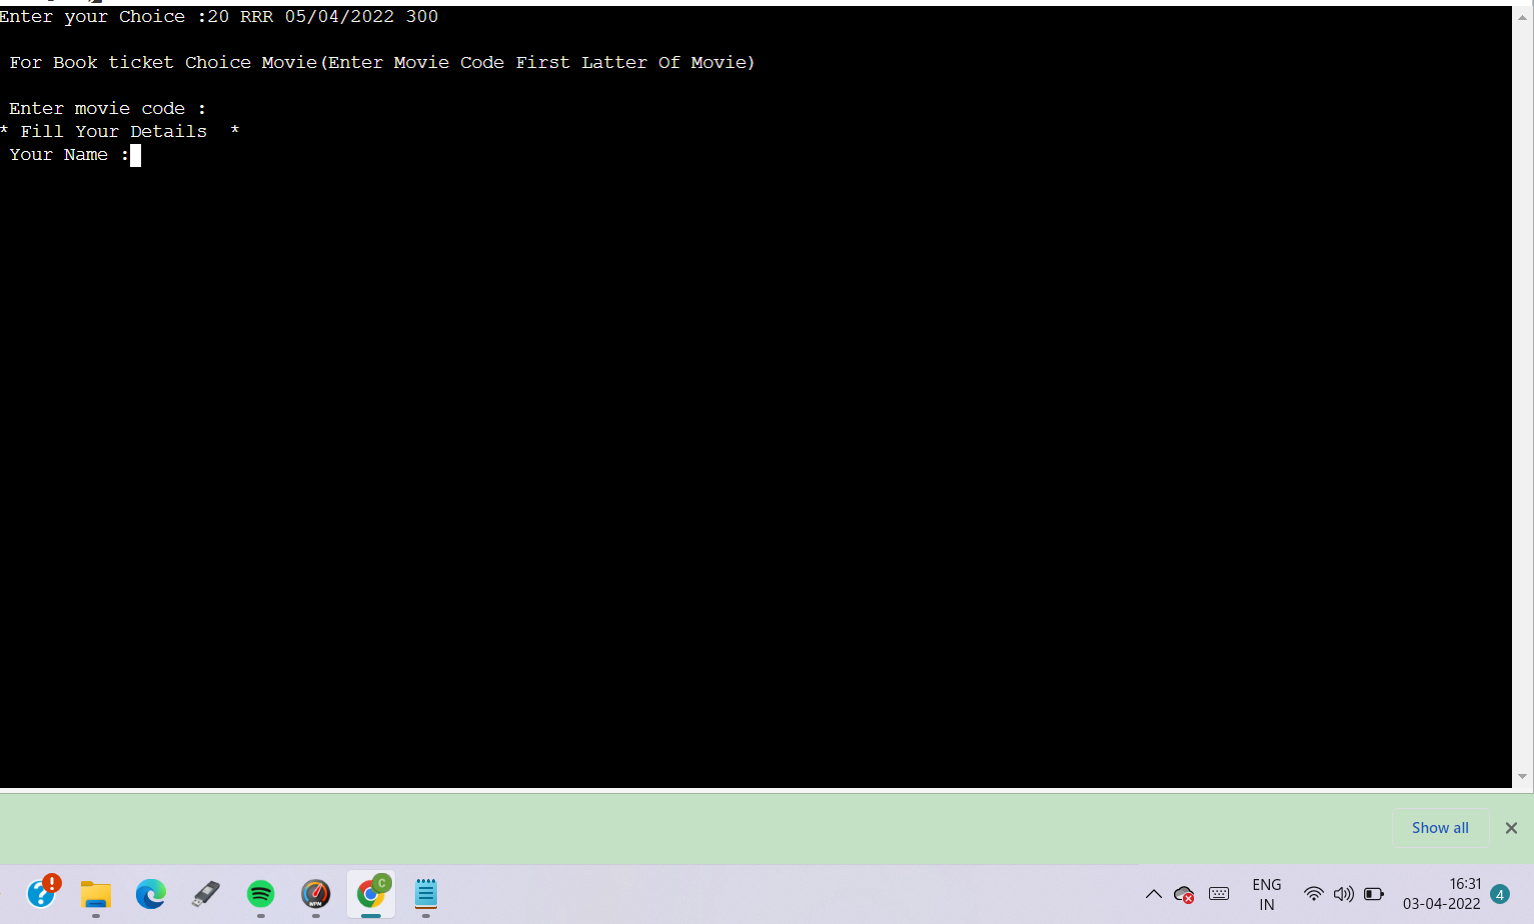 Enter your Choice :20 RRR 05/04/2022 300
For Book ticket Choice Movie(Enter Movie Code First Latter Of Movie)
Enter movie code :
* Fill Your Details  *
Your Name :
Show all
ENG
IN
16:31
03-04-2022
4
C
WPM